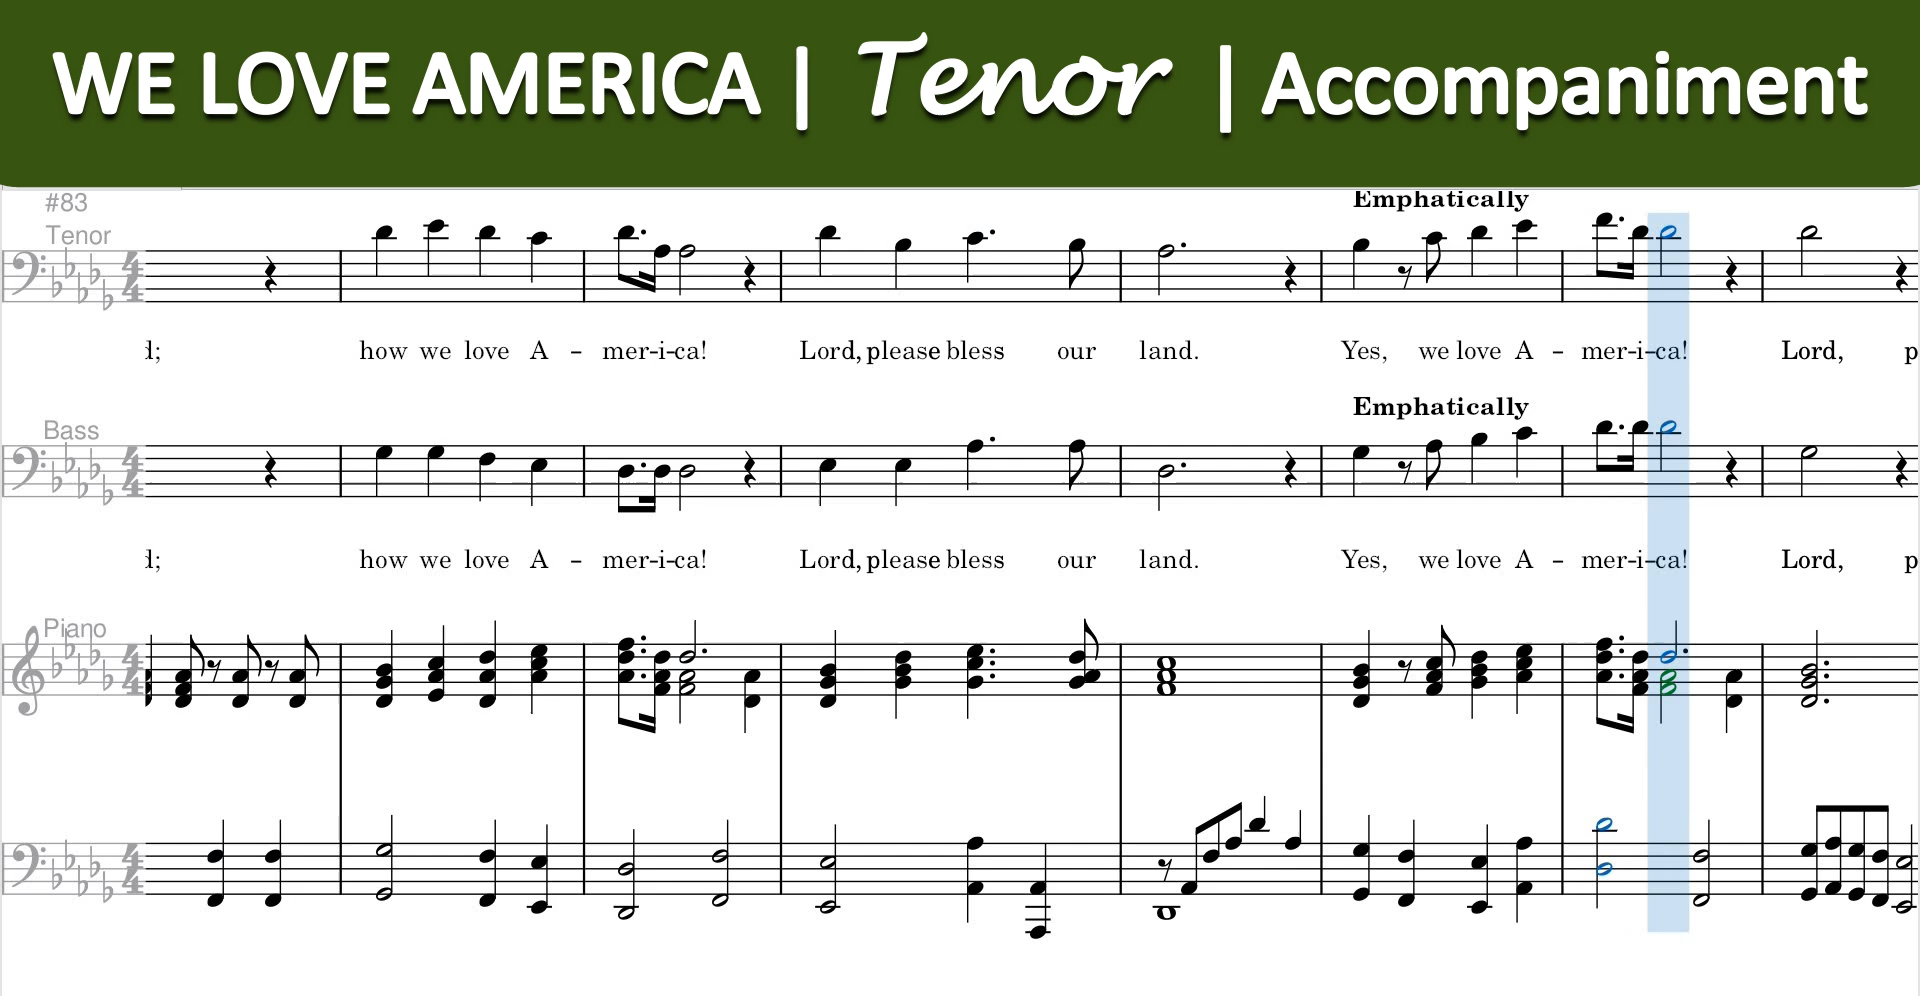 WE LOVE AMERICA | Tenor | Accompaniment
#83
Emphatically
Tenor
d; how we love A - mer-i-ca! Lord, please bless our land. Yes, we love A - mer-i-ca! Lord, p
Emphatically
Bass
d; how we love A - mer-i-ca! Lord, please bless our land. Yes, we love A - mer-i-ca! Lord, p
Piano